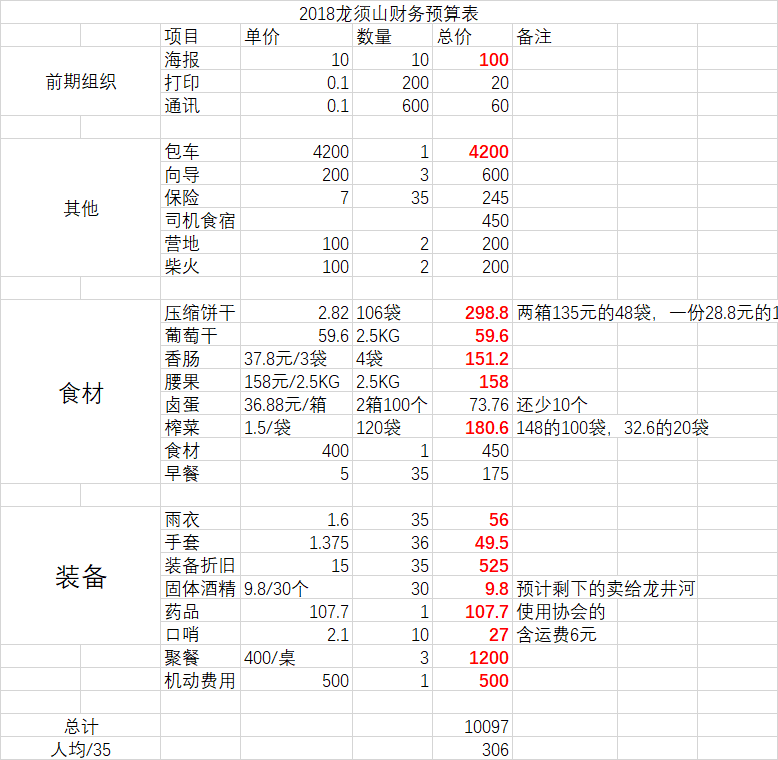 2018龙须山财务预算表
项目 单价 数量 总价 备注
前期组织
海报 10 10 100
打印 0.1 200 20
通讯 0.1 600 60
其他
包车 4200 1 4200
向导 200 3 600
保险 7 35 245
司机食宿 450
营地 100 2 200
柴火 100 2 200
食材
压缩饼干 2.82 106袋 298.8 两箱135元的48袋，一份28.8元的1
葡萄干 59.6 2.5KG 59.6
香肠 37.8元/3袋 4袋 151.2
腰果 158元/2.5KG 2.5KG 158
卤蛋 36.88元/箱 2箱100个 73.76 还少10个
榨菜 1.5/袋 120袋 180.6 148的100袋，32.6的20袋
食材 400 1 450
早餐 5 35 175
装备
雨衣 1.6 35 56
手套 1.375 36 49.5
装备折旧 15 35 525
固体酒精 9.8/30个 30 9.8 预计剩下的卖给龙井河
药品 107.7 1 107.7 使用协会的
口哨 2.1 10 27 含运费6元
聚餐 400/桌 3 1200
机动费用 500 1 500
总计 10097
人均/35 306